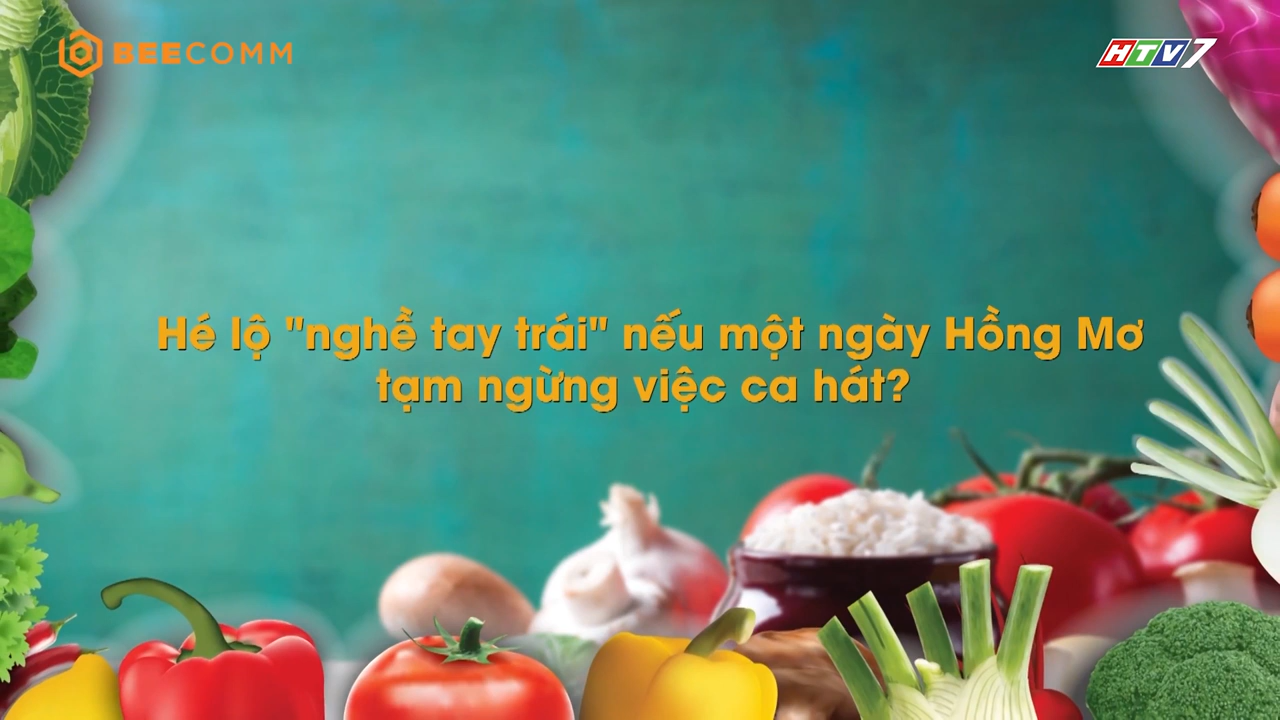 BEECOMM
HTV7
Hé lộ "nghề tay trái" nếu một ngày Hồng Mơ
tạm ngừng việc ca hát?